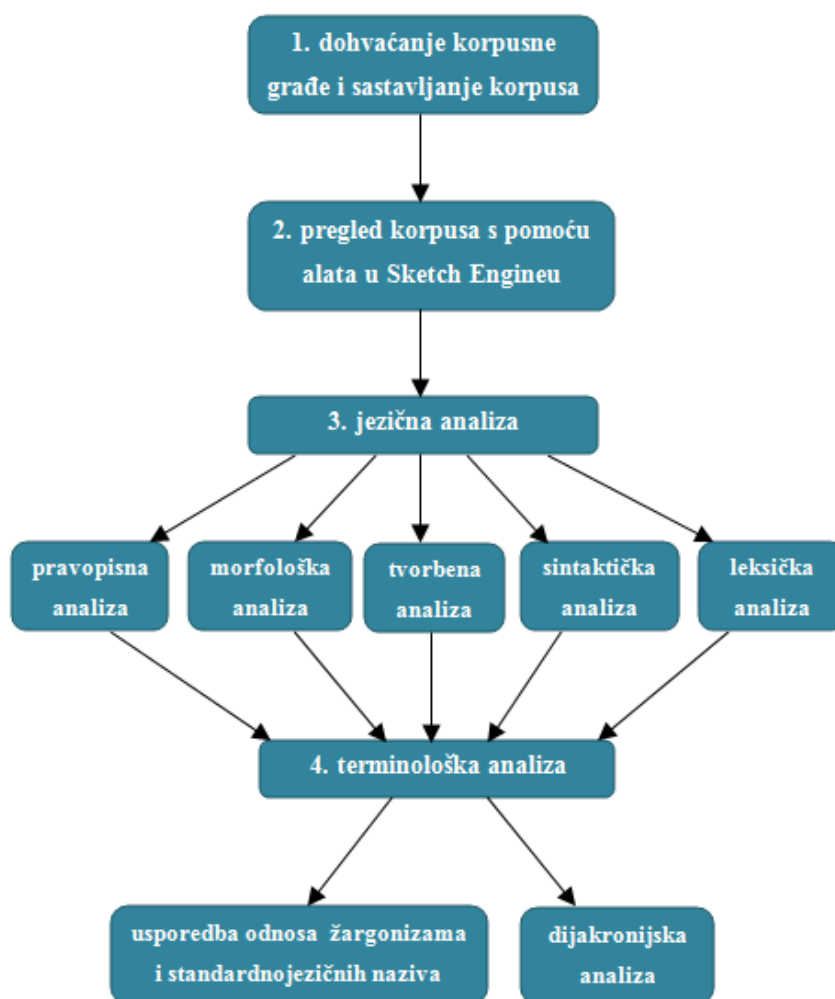 1. dohvaćanje korpusne
građe i sastavljanje korpusa
2. pregled korpusa s pomoću
alata u Sketch Engineu
3. jezična analiza
pravopisna
analiza
morfološka
analiza
tvorbena
analiza
sintaktička
analiza
leksička
analiza
4. terminološka analiza
usporedba odnosa žargonizama
i standardnojezičnih naziva
dijakronijska
analiza